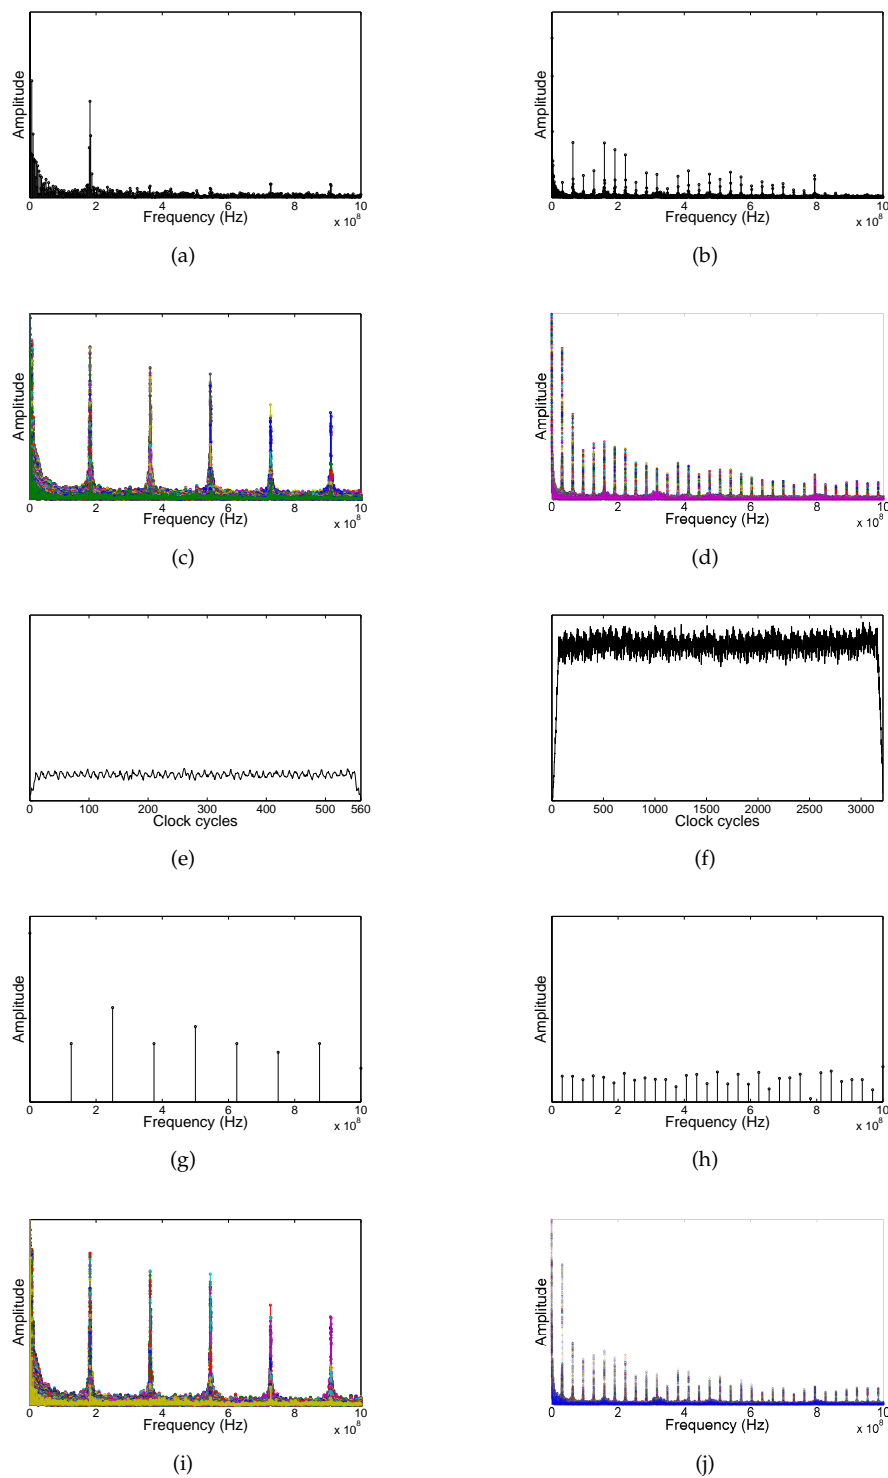 Amplitude
0 2 4 6 8 10
Frequency (Hz)
x 10^8
(a)
Amplitude
0 2 4 6 8 10
Frequency (Hz)
x 10^8
(b)
Amplitude
0 2 4 6 8 10
Frequency (Hz)
x 10^8
(c)
Amplitude
0 2 4 6 8 10
Frequency (Hz)
x 10^8
(d)
0 100 200 300 400 500 560
Clock cycles
(e)
0 500 1000 1500 2000 2500 3000
Clock cycles
(f)
Amplitude
0 2 4 6 8 10
Frequency (Hz)
x 10^8
(g)
Amplitude
0 2 4 6 8 10
Frequency (Hz)
x 10^8
(h)
Amplitude
0 2 4 6 8 10
Frequency (Hz)
x 10^8
(i)
Amplitude
0 2 4 6 8 10
Frequency (Hz)
x 10^8
(j)